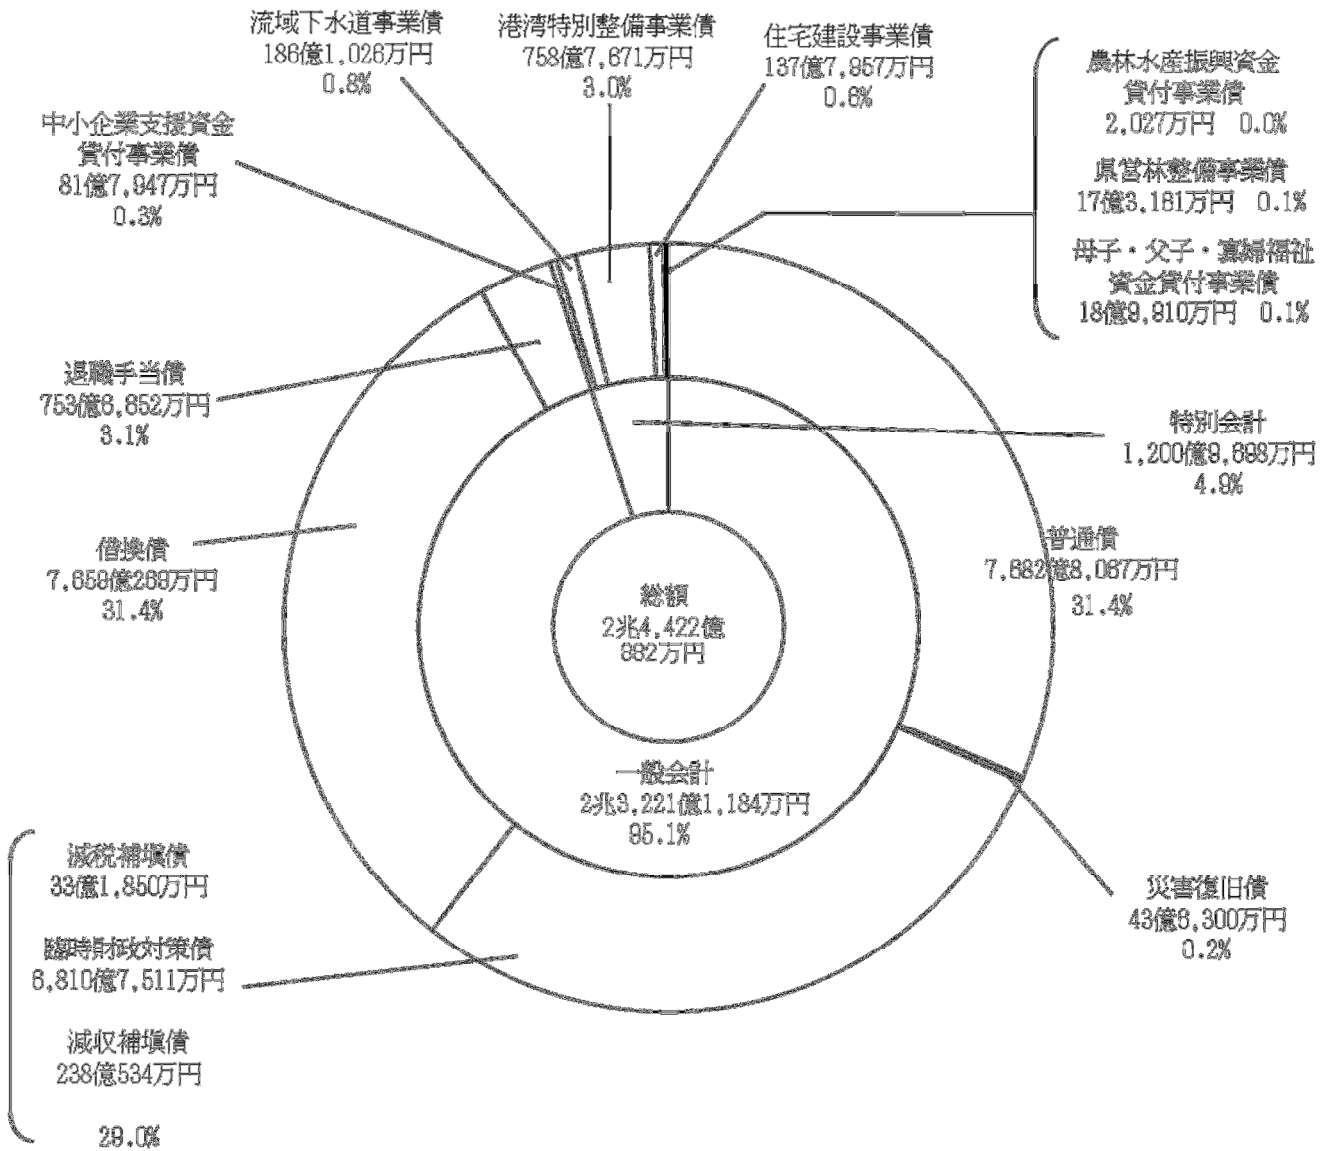 流域下水道事業債
186億1,026万円
0.8%
港湾特別整備事業債
758億7,671万円
3.0%
住宅建設事業債
137億7,957万円
0.6%
農林水産振興資金
貸付事業債
2,027万円 0.0%
県営林整備事業債
17億3,161万円 0.1%
母子・父子・寡婦福祉
資金貸付事業債
18億9,910万円 0.1%
中小企業支援資金
貸付事業債
81億7,947万円
0.3%
退職手当債
753億6,652万円
3.1%
特別会計
1,200億9,698万円
4.9%
借換債
7,659億269万円
31.4%
普通債
7,682億8,067万円
31.4%
総額
2兆4,422億
882万円
一般会計
2兆3,221億1,184万円
95.1%
災害復旧債
43億6,300万円
0.2%
減税補塡債
33億1,850万円
臨時財政対策債
6,810億7,511万円
減収補塡債
238億534万円
29.0%